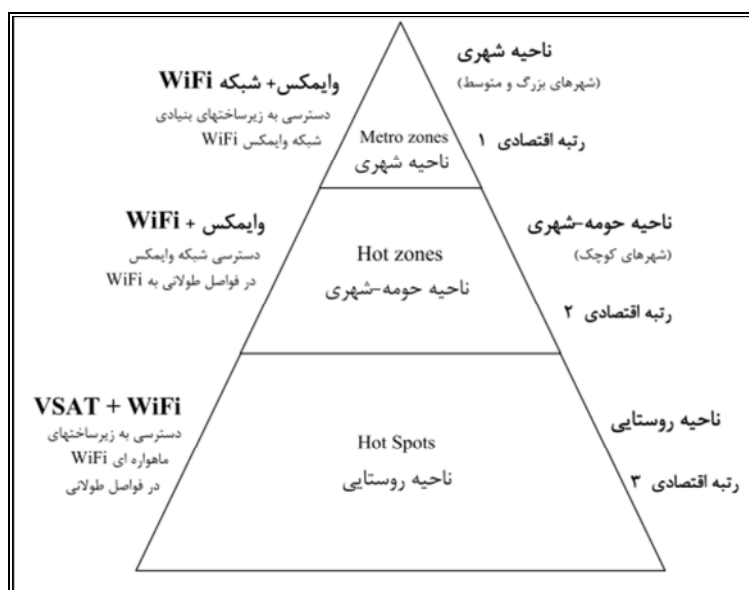 ناحیه شهری
(شهرهای بزرگ و متوسط)
رتبه اقتصادی ۱
Metro zones
ناحیه شهری
وایمکس+ شبکه WiFi
دسترسی به زیرساختهای بنیادی
شبکه وایمکس WiFi
ناحیه حومه-شهری
(شهرهای کوچک)
رتبه اقتصادی ۲
Hot zones
ناحیه حومه-شهری
وایمکس + WiFi
دسترسی شبکه وایمکس
در فواصل طولانی به WiFi
ناحیه روستایی
رتبه اقتصادی ۳
Hot Spots
ناحیه روستایی
VSAT + WiFi
دسترسی به زیرساختهای
ماهواره ای WiFi
در فواصل طولانی